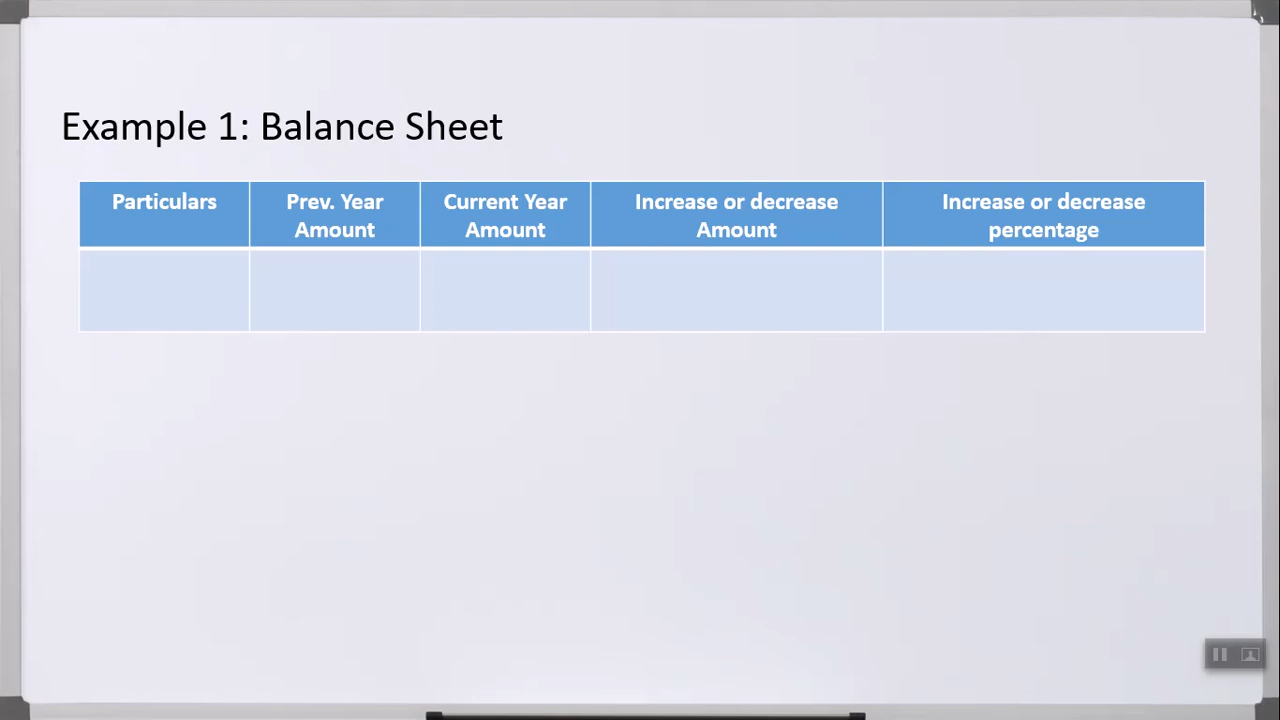 Example 1: Balance Sheet
Particulars
Prev. Year
Amount
Current Year
Amount
Increase or decrease
Amount
Increase or decrease
percentage